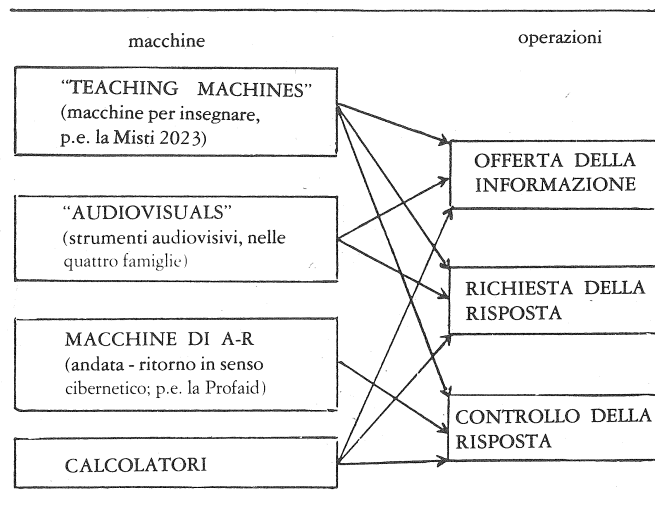 macchine
operazioni
“TEACHING MACHINES”
(macchine per insegnare,
p.e. la Misti 2023)
“AUDIOVISUALS”
(strumenti audiovisivi, nelle
quattro famiglie)
MACCHINE DI A-R
(andata - ritorno in senso
cibernetico; p.e. la Profaid)
CALCOLATORI
OFFERTA DELLA
INFORMAZIONE
RICHIESTA DELLA
RISPOSTA
CONTROLLO DELLA
RISPOSTA